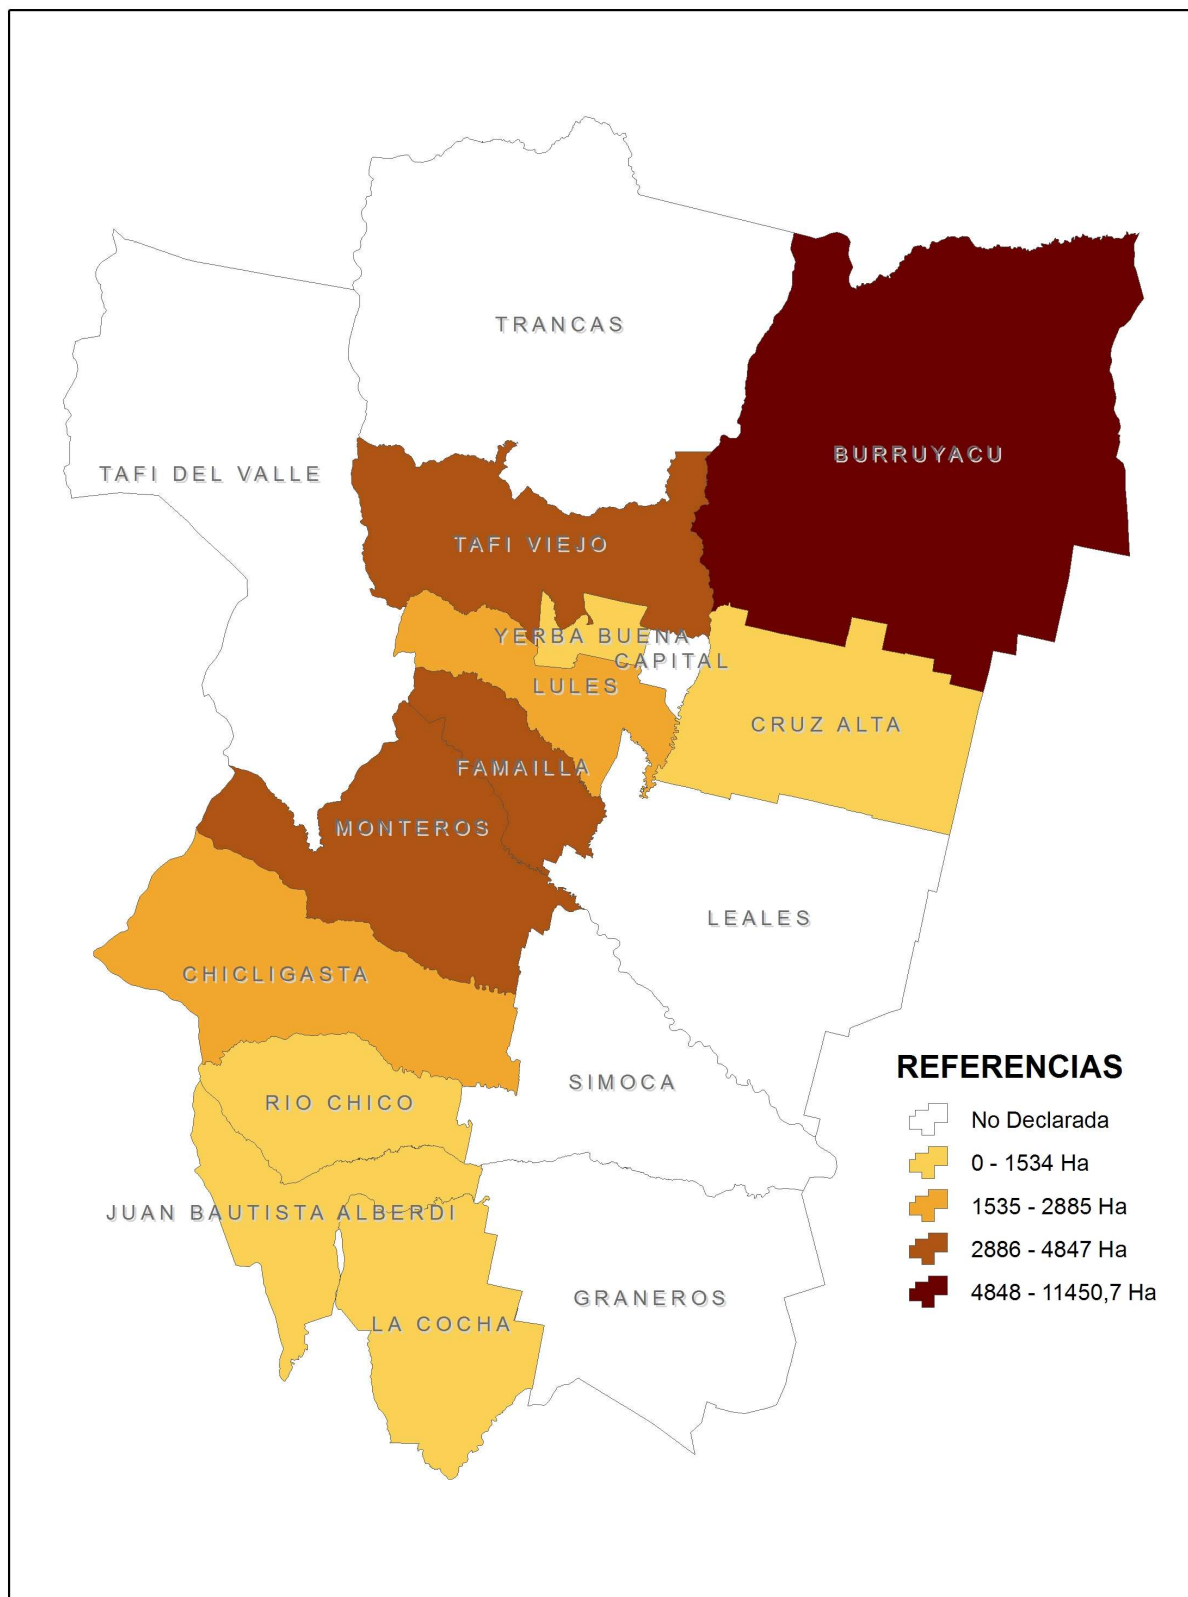 TRANCAS
BURRUYACU
TAFI DEL VALLE
TAFI VIEJO
YERBA BUENA
CAPITAL
LULES
CRUZ ALTA
FAMAILLA
MONTEROS
LEALES
CHICLIGASTA
SIMOCA
RIO CHICO
JUAN BAUTISTA ALBERDI
GRANEROS
LA COCHA
REFERENCIAS
No Declarada
0 - 1534 Ha
1535 - 2885 Ha
2886 - 4847 Ha
4848 - 11450,7 Ha